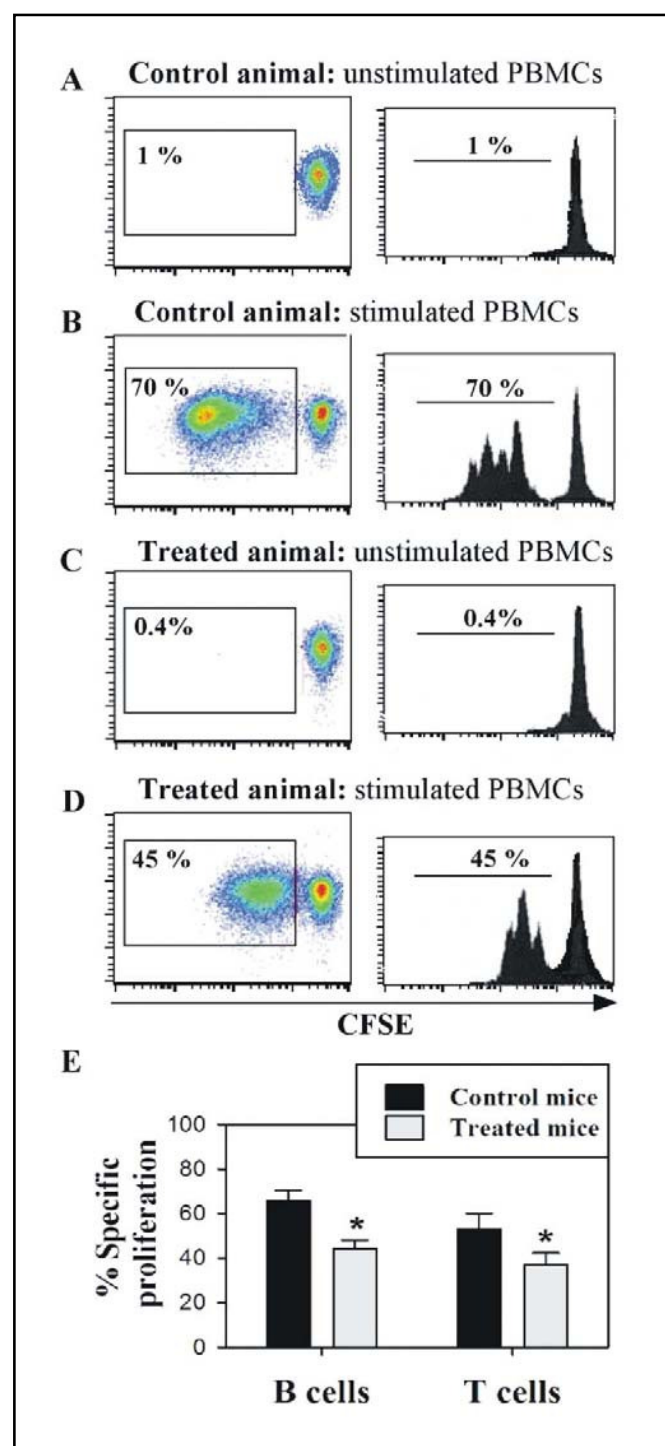 A
Control animal: unstimulated PBMCs
1 %
1 %
B
Control animal: stimulated PBMCs
70 %
70 %
C
Treated animal: unstimulated PBMCs
0.4%
0.4%
D
Treated animal: stimulated PBMCs
45 %
45 %
CFSE
E
Control mice
Treated mice
% Specific
proliferation
100
80
60
40
20
0
*
*
B cells
T cells